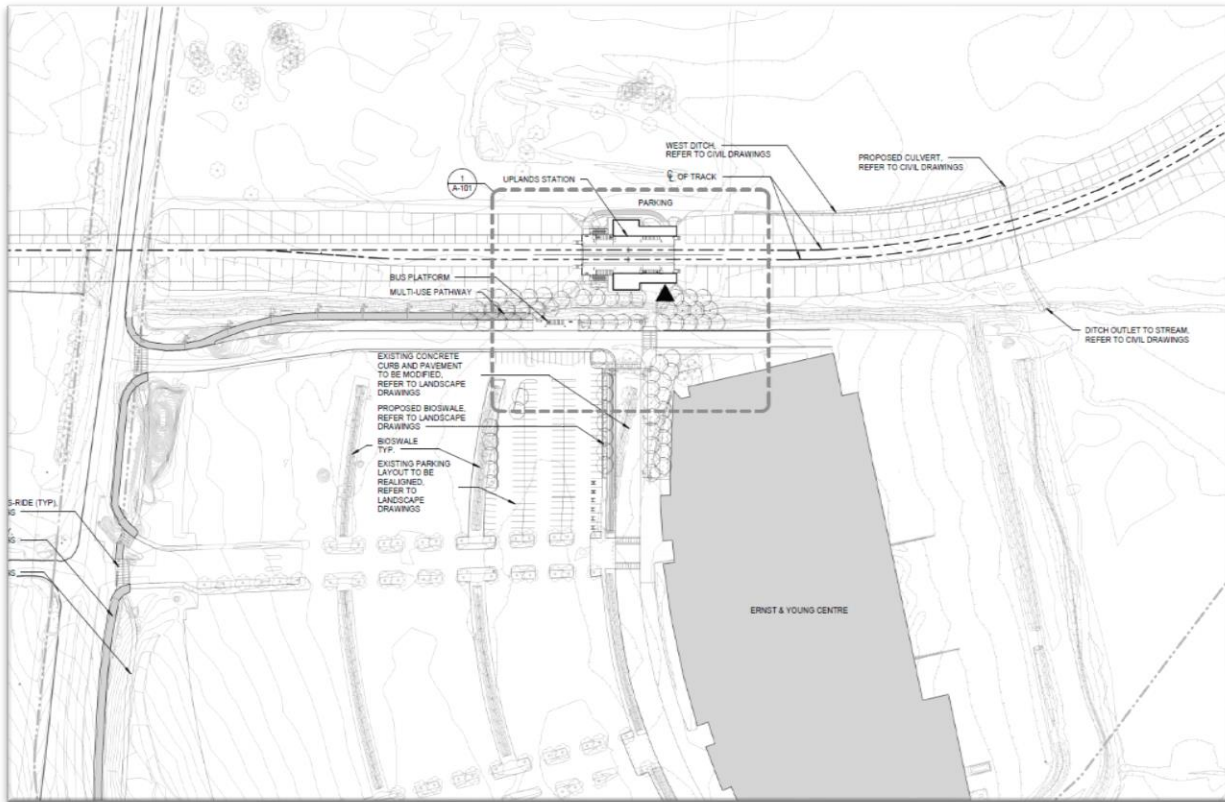 WEST DITCH,
REFER TO CIVIL DRAWINGS
PROPOSED CULVERT,
REFER TO CIVIL DRAWINGS
1
A-101
UPLANDS STATION
℄ OF TRACK
PARKING
BUS PLATFORM
MULTI-USE PATHWAY
DITCH OUTLET TO STREAM,
REFER TO CIVIL DRAWINGS
EXISTING CONCRETE
CURB AND PAVEMENT
TO BE MODIFIED,
REFER TO LANDSCAPE
DRAWINGS
PROPOSED BIOSWALE,
REFER TO LANDSCAPE
DRAWINGS
BIOSWALE
TYP.
EXISTING PARKING
LAYOUT TO BE
REALIGNED,
REFER TO
LANDSCAPE
DRAWINGS
S-RIDE (TYP),
ERNST & YOUNG CENTRE